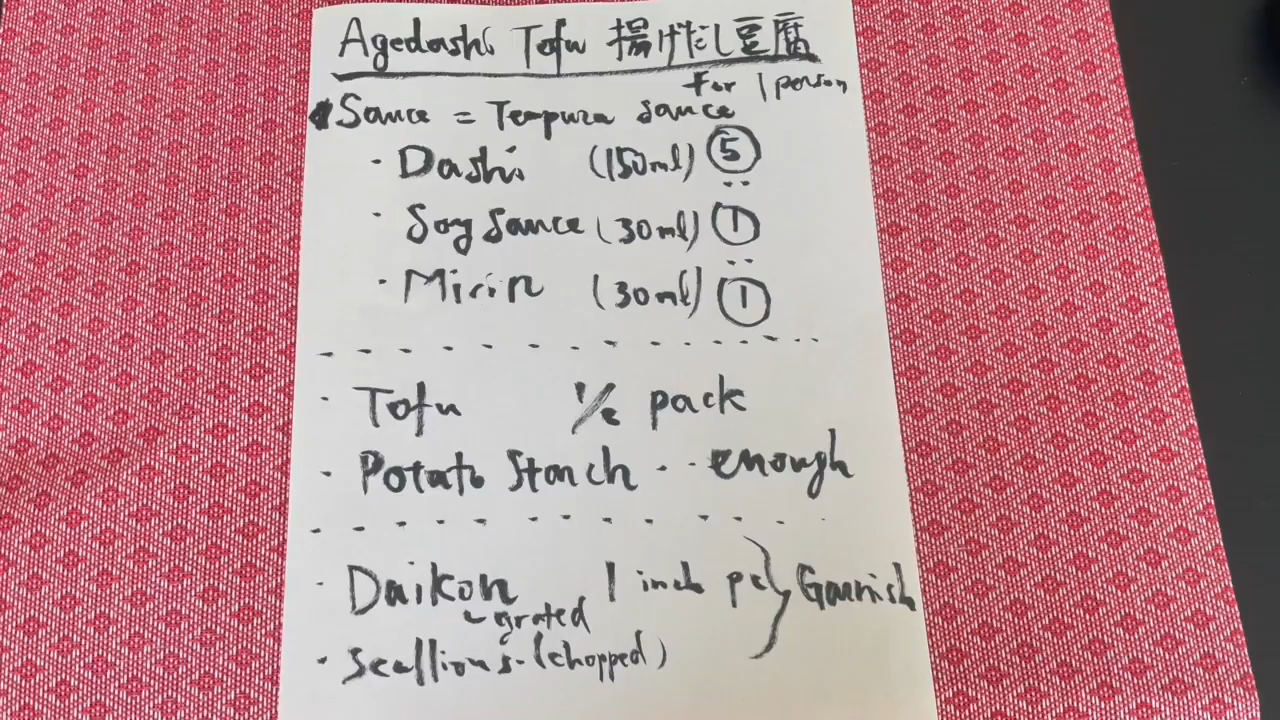 Agedashi Tofu 揚げだし豆腐
for 1 person
Sauce = Tempura sauce
・Dashi (150ml) ⑤
:
・Soy Sauce (30ml) ①
:
・Mirin (30ml) ①
・Tofu 1/2 pack
・Potato Starch ・・・enough
・Daikon 1 inch pc } Garnish
grated
・Scallions (chopped)